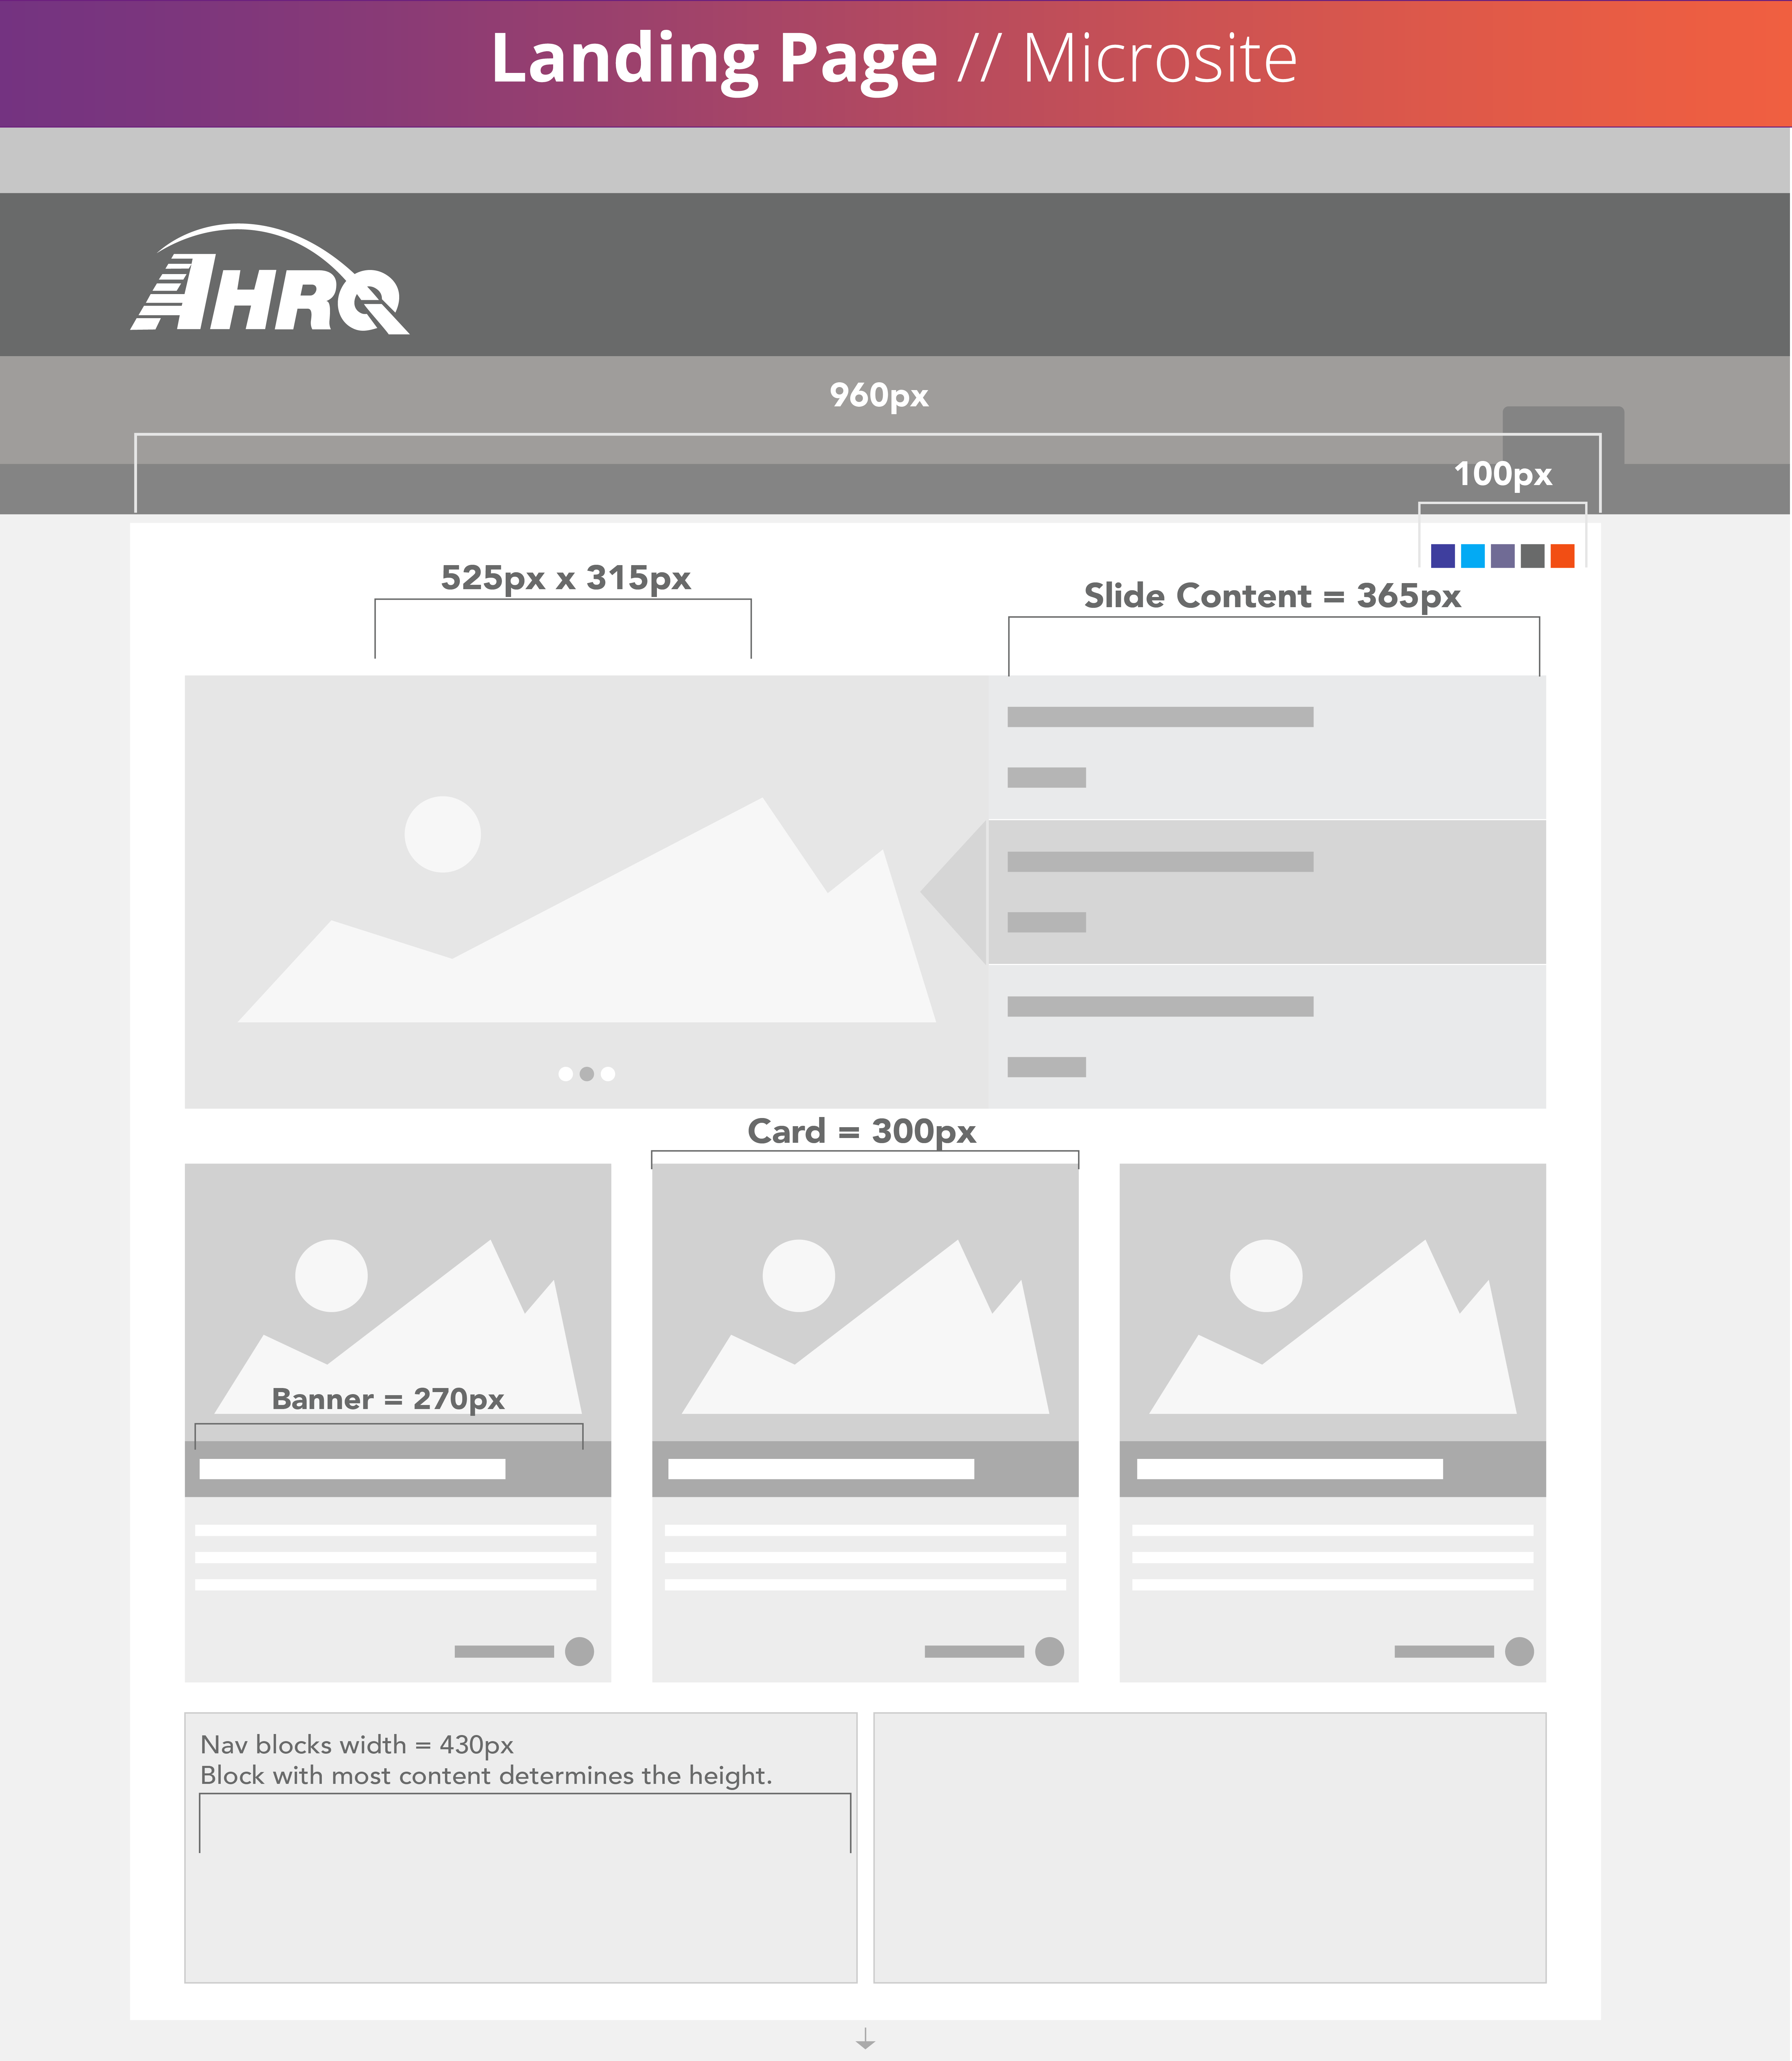 Landing Page // Microsite
AHRQ
960px
100px
525px x 315px
Slide Content = 365px
Card = 300px
Banner = 270px
Nav blocks width = 430px
Block with most content determines the height.